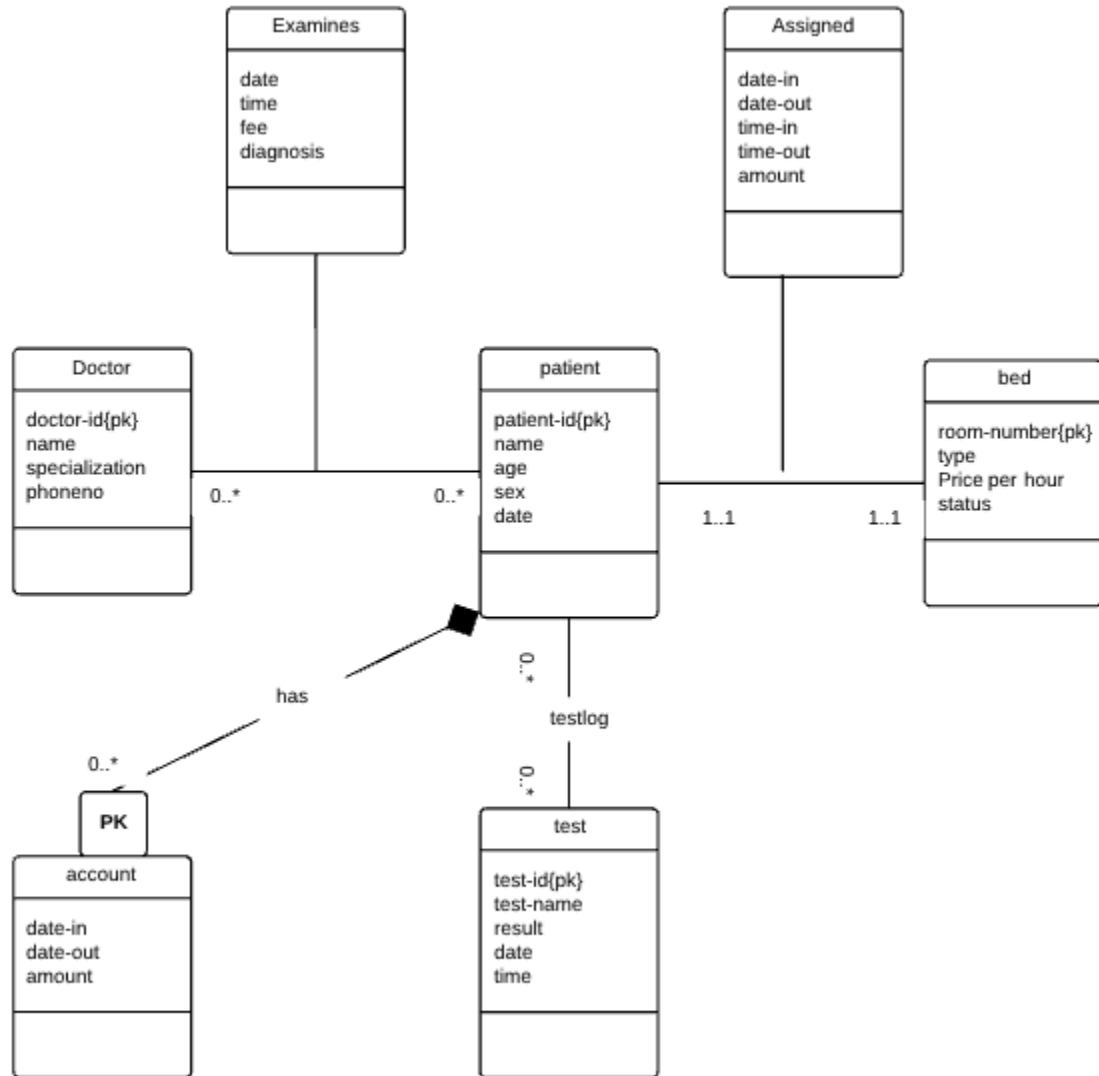 Examines
date
time
fee
diagnosis
Assigned
date-in
date-out
time-in
time-out
amount
Doctor
doctor-id{pk}
name
specialization
phoneno
0..*
0..*
patient
patient-id{pk}
name
age
sex
date
1..1
1..1
bed
room-number{pk}
type
Price per hour
status
has
0..*
PK
account
date-in
date-out
amount
0..*
testlog
0..*
test
test-id{pk}
test-name
result
date
time